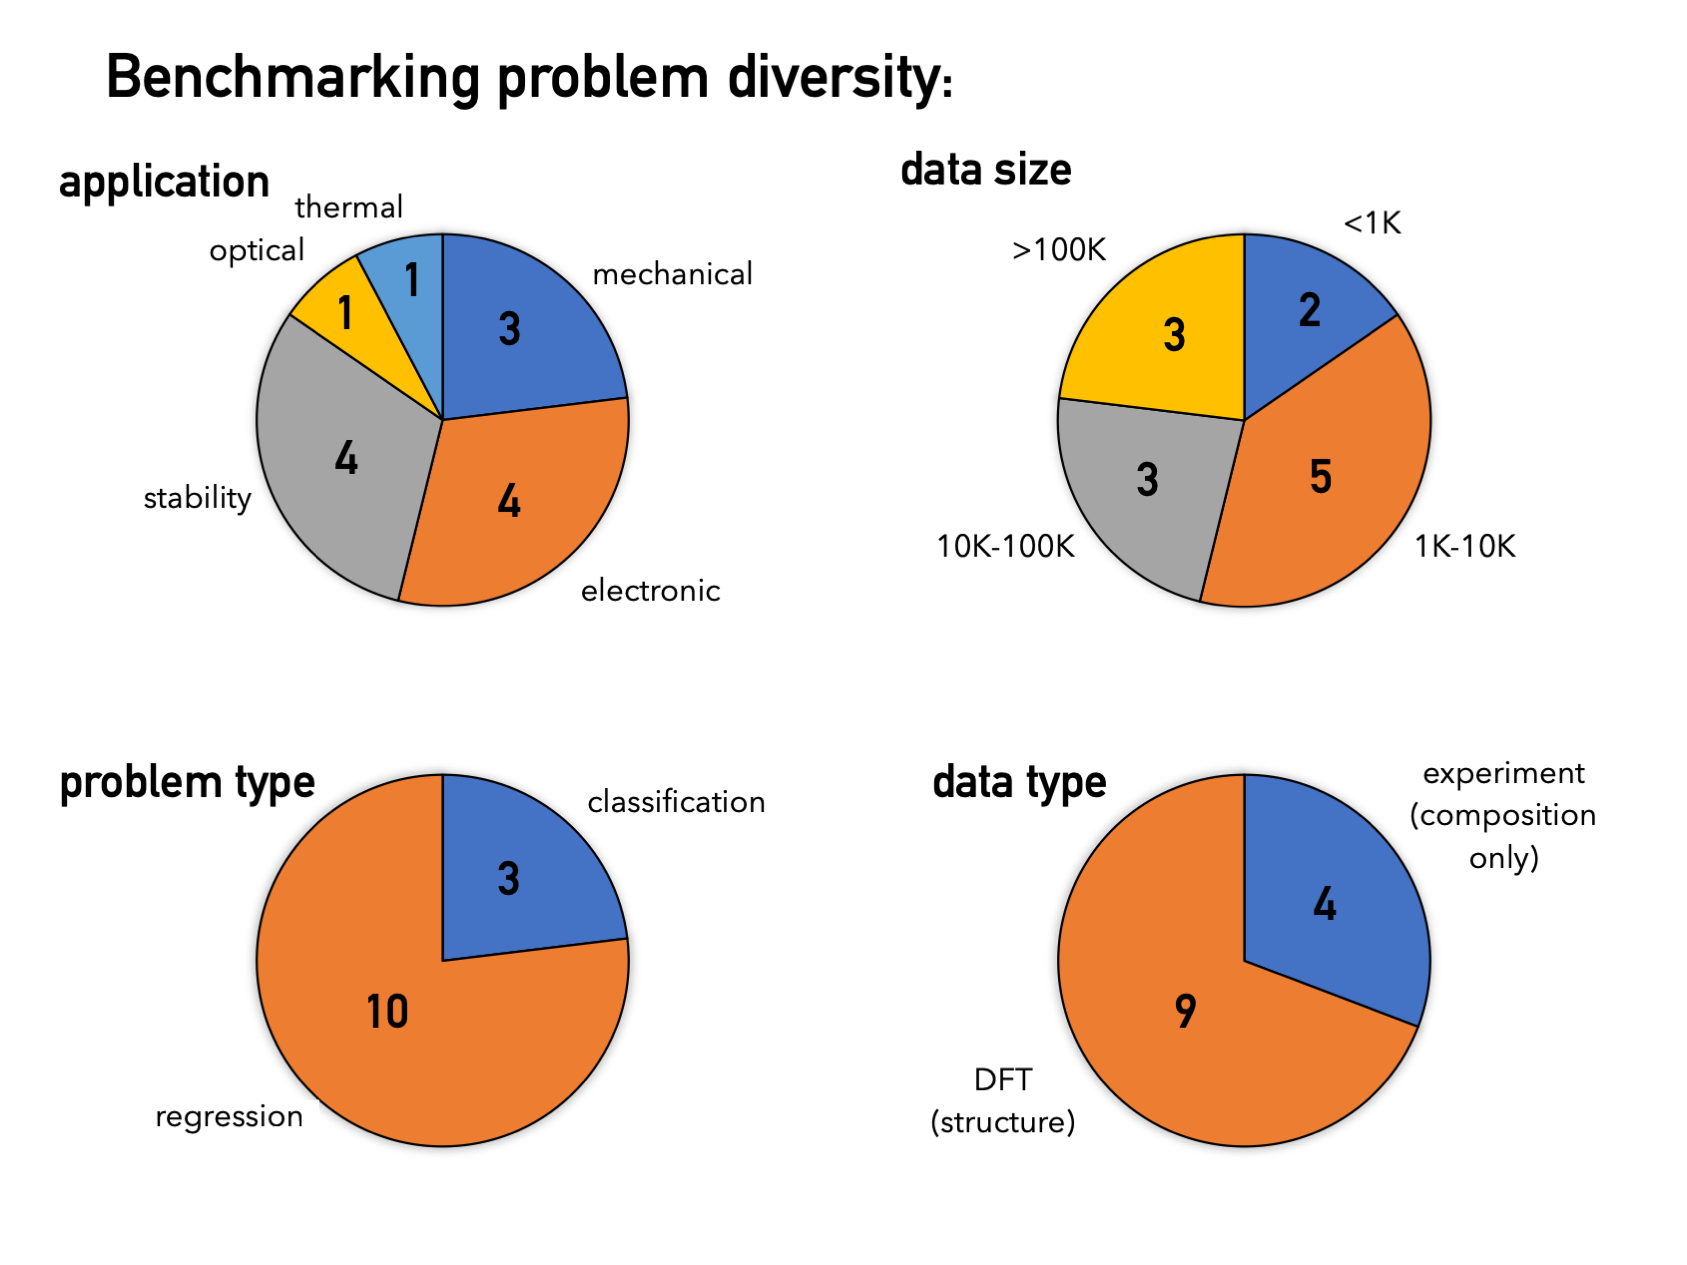 Benchmarking problem diversity:
application
thermal
optical
mechanical
1
1
3
4
4
stability
electronic
data size
<1K
>100K
2
3
3
5
10K-100K
1K-10K
problem type
classification
3
10
regression
data type
experiment
(composition
only)
4
9
DFT
(structure)